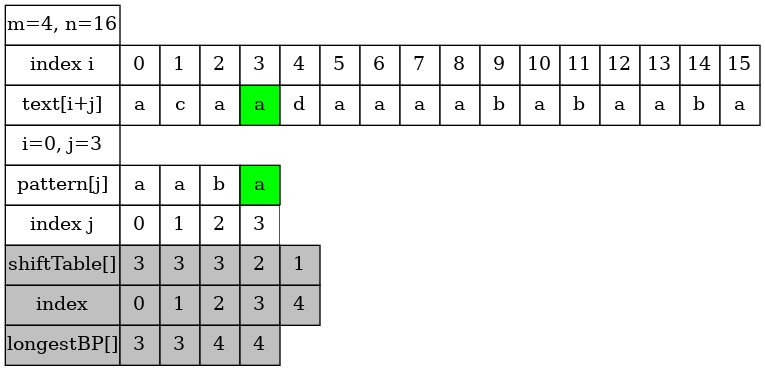 m=4, n=16
index i 0 1 2 3 4 5 6 7 8 9 10 11 12 13 14 15
text[i+j] a c a a d a a a a b a b a a b a
i=0, j=3
pattern[j] a a b a
index j 0 1 2 3
shiftTable[] 3 3 3 2 1
index 0 1 2 3 4
longestBP[] 3 3 4 4